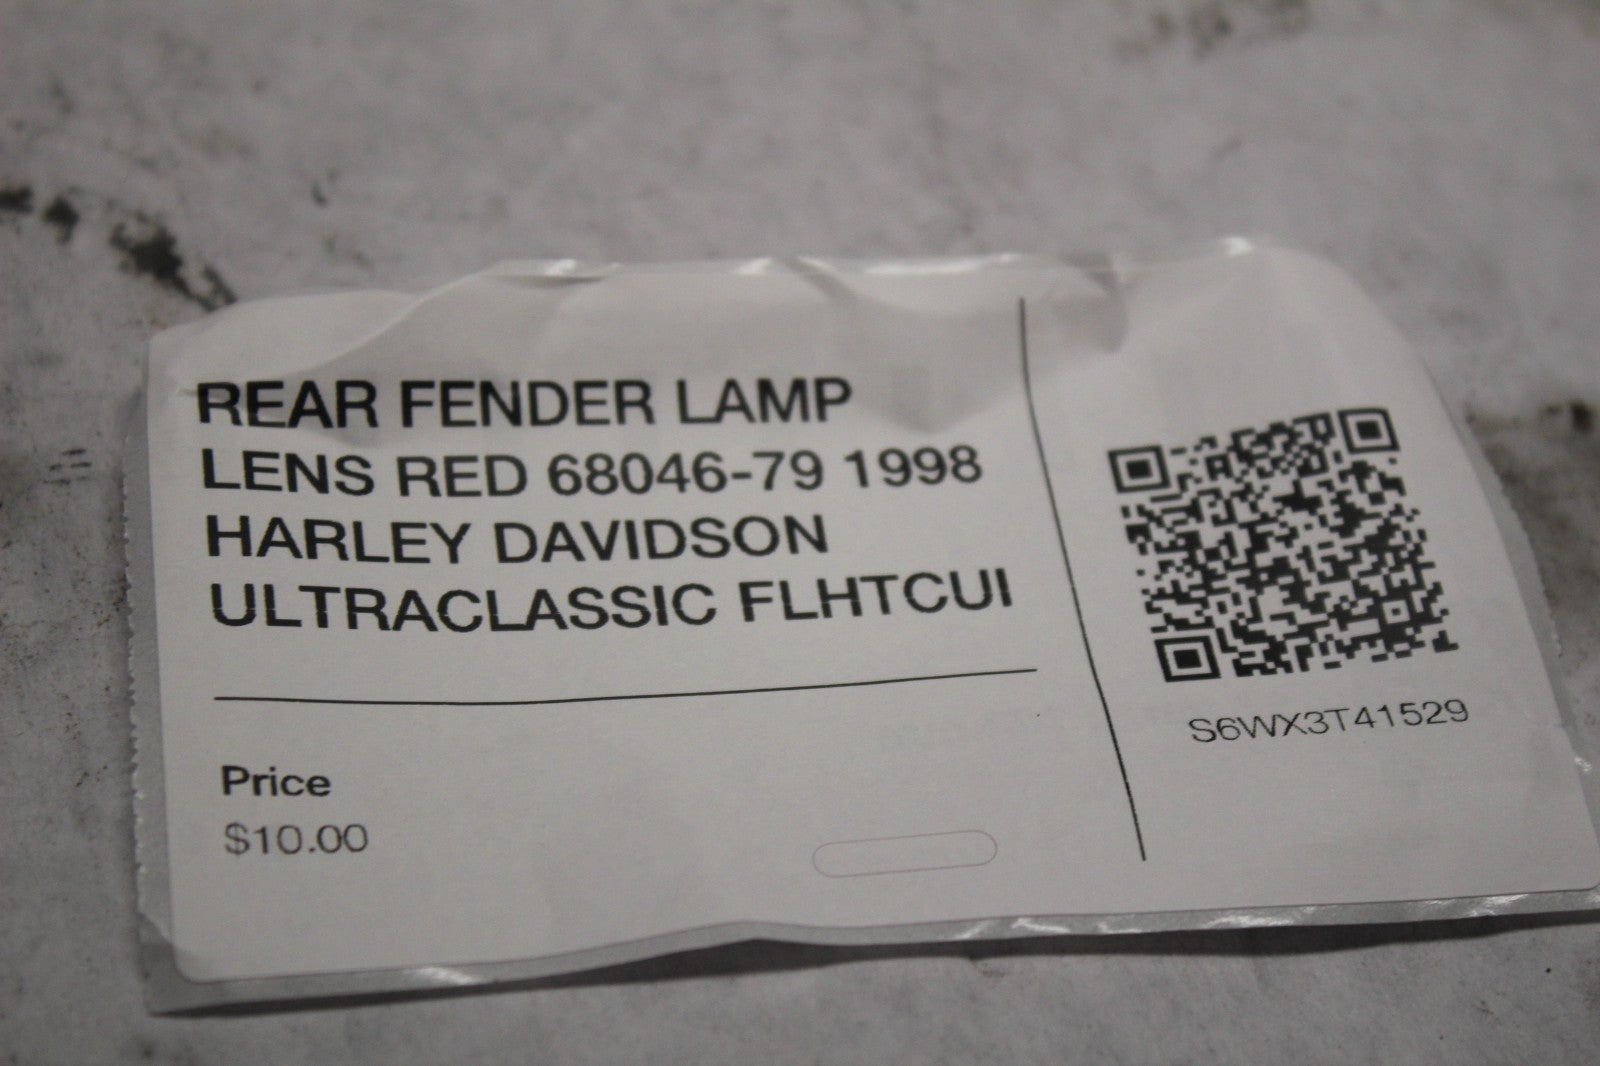 REAR FENDER LAMP
LENS RED 68046-79 1998
HARLEY DAVIDSON
ULTRACLASSIC FLHTCUI
Price
$10.00
S6WX3T41529